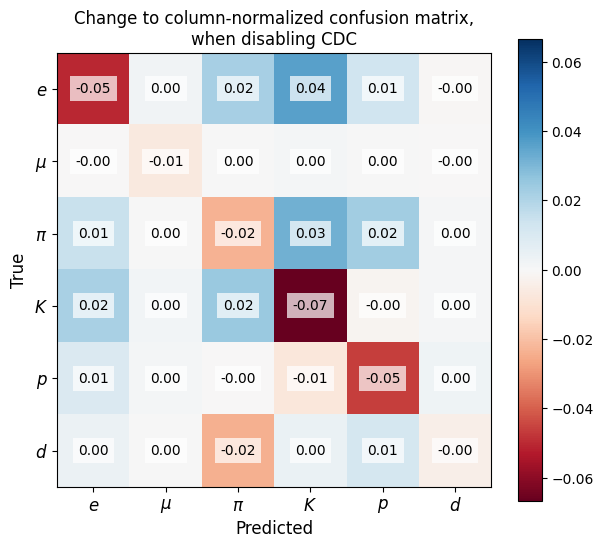 Change to column-normalized confusion matrix,
when disabling CDC
e -0.05 0.00 0.02 0.04 0.01 -0.00
μ -0.00 -0.01 0.00 0.00 0.00 -0.00
π 0.01 0.00 -0.02 0.03 0.02 0.00
K 0.02 0.00 0.02 -0.07 -0.00 0.00
p 0.01 0.00 -0.00 -0.01 -0.05 0.00
d 0.00 0.00 -0.02 0.00 0.01 -0.00
e μ π K p d
True
Predicted
0.06
0.04
0.02
0.00
−0.02
−0.04
−0.06